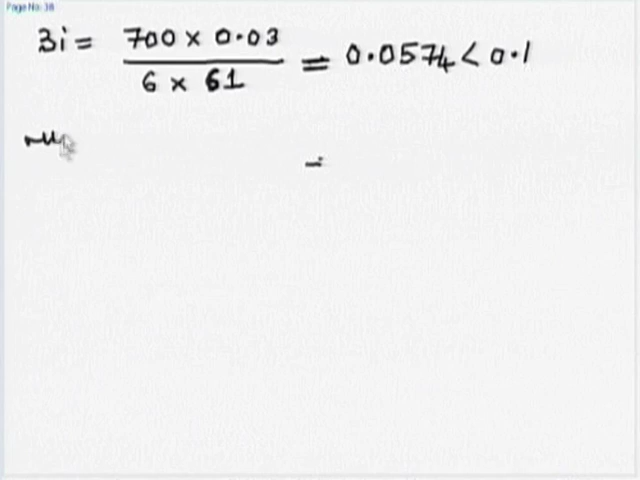 Page No: 38
3i = 700 x 0.03 / 6 x 61 = 0.0574 < 0.1